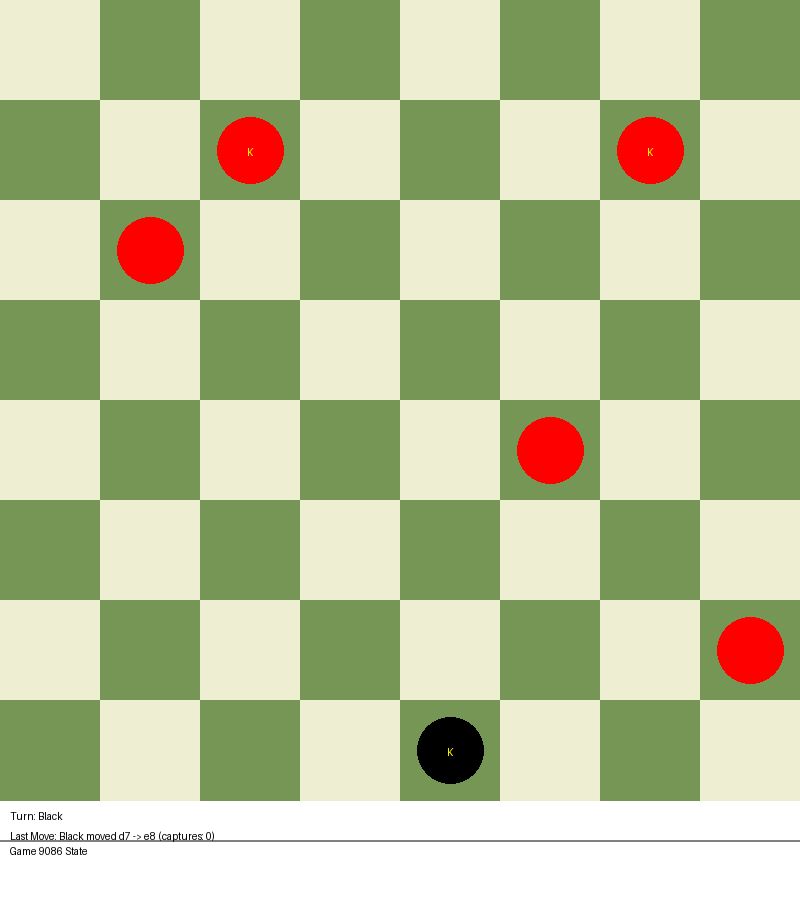 K
K
K
Turn: Black
Last Move: Black moved d7 -> e8 (captures: 0)
Game 9086 State